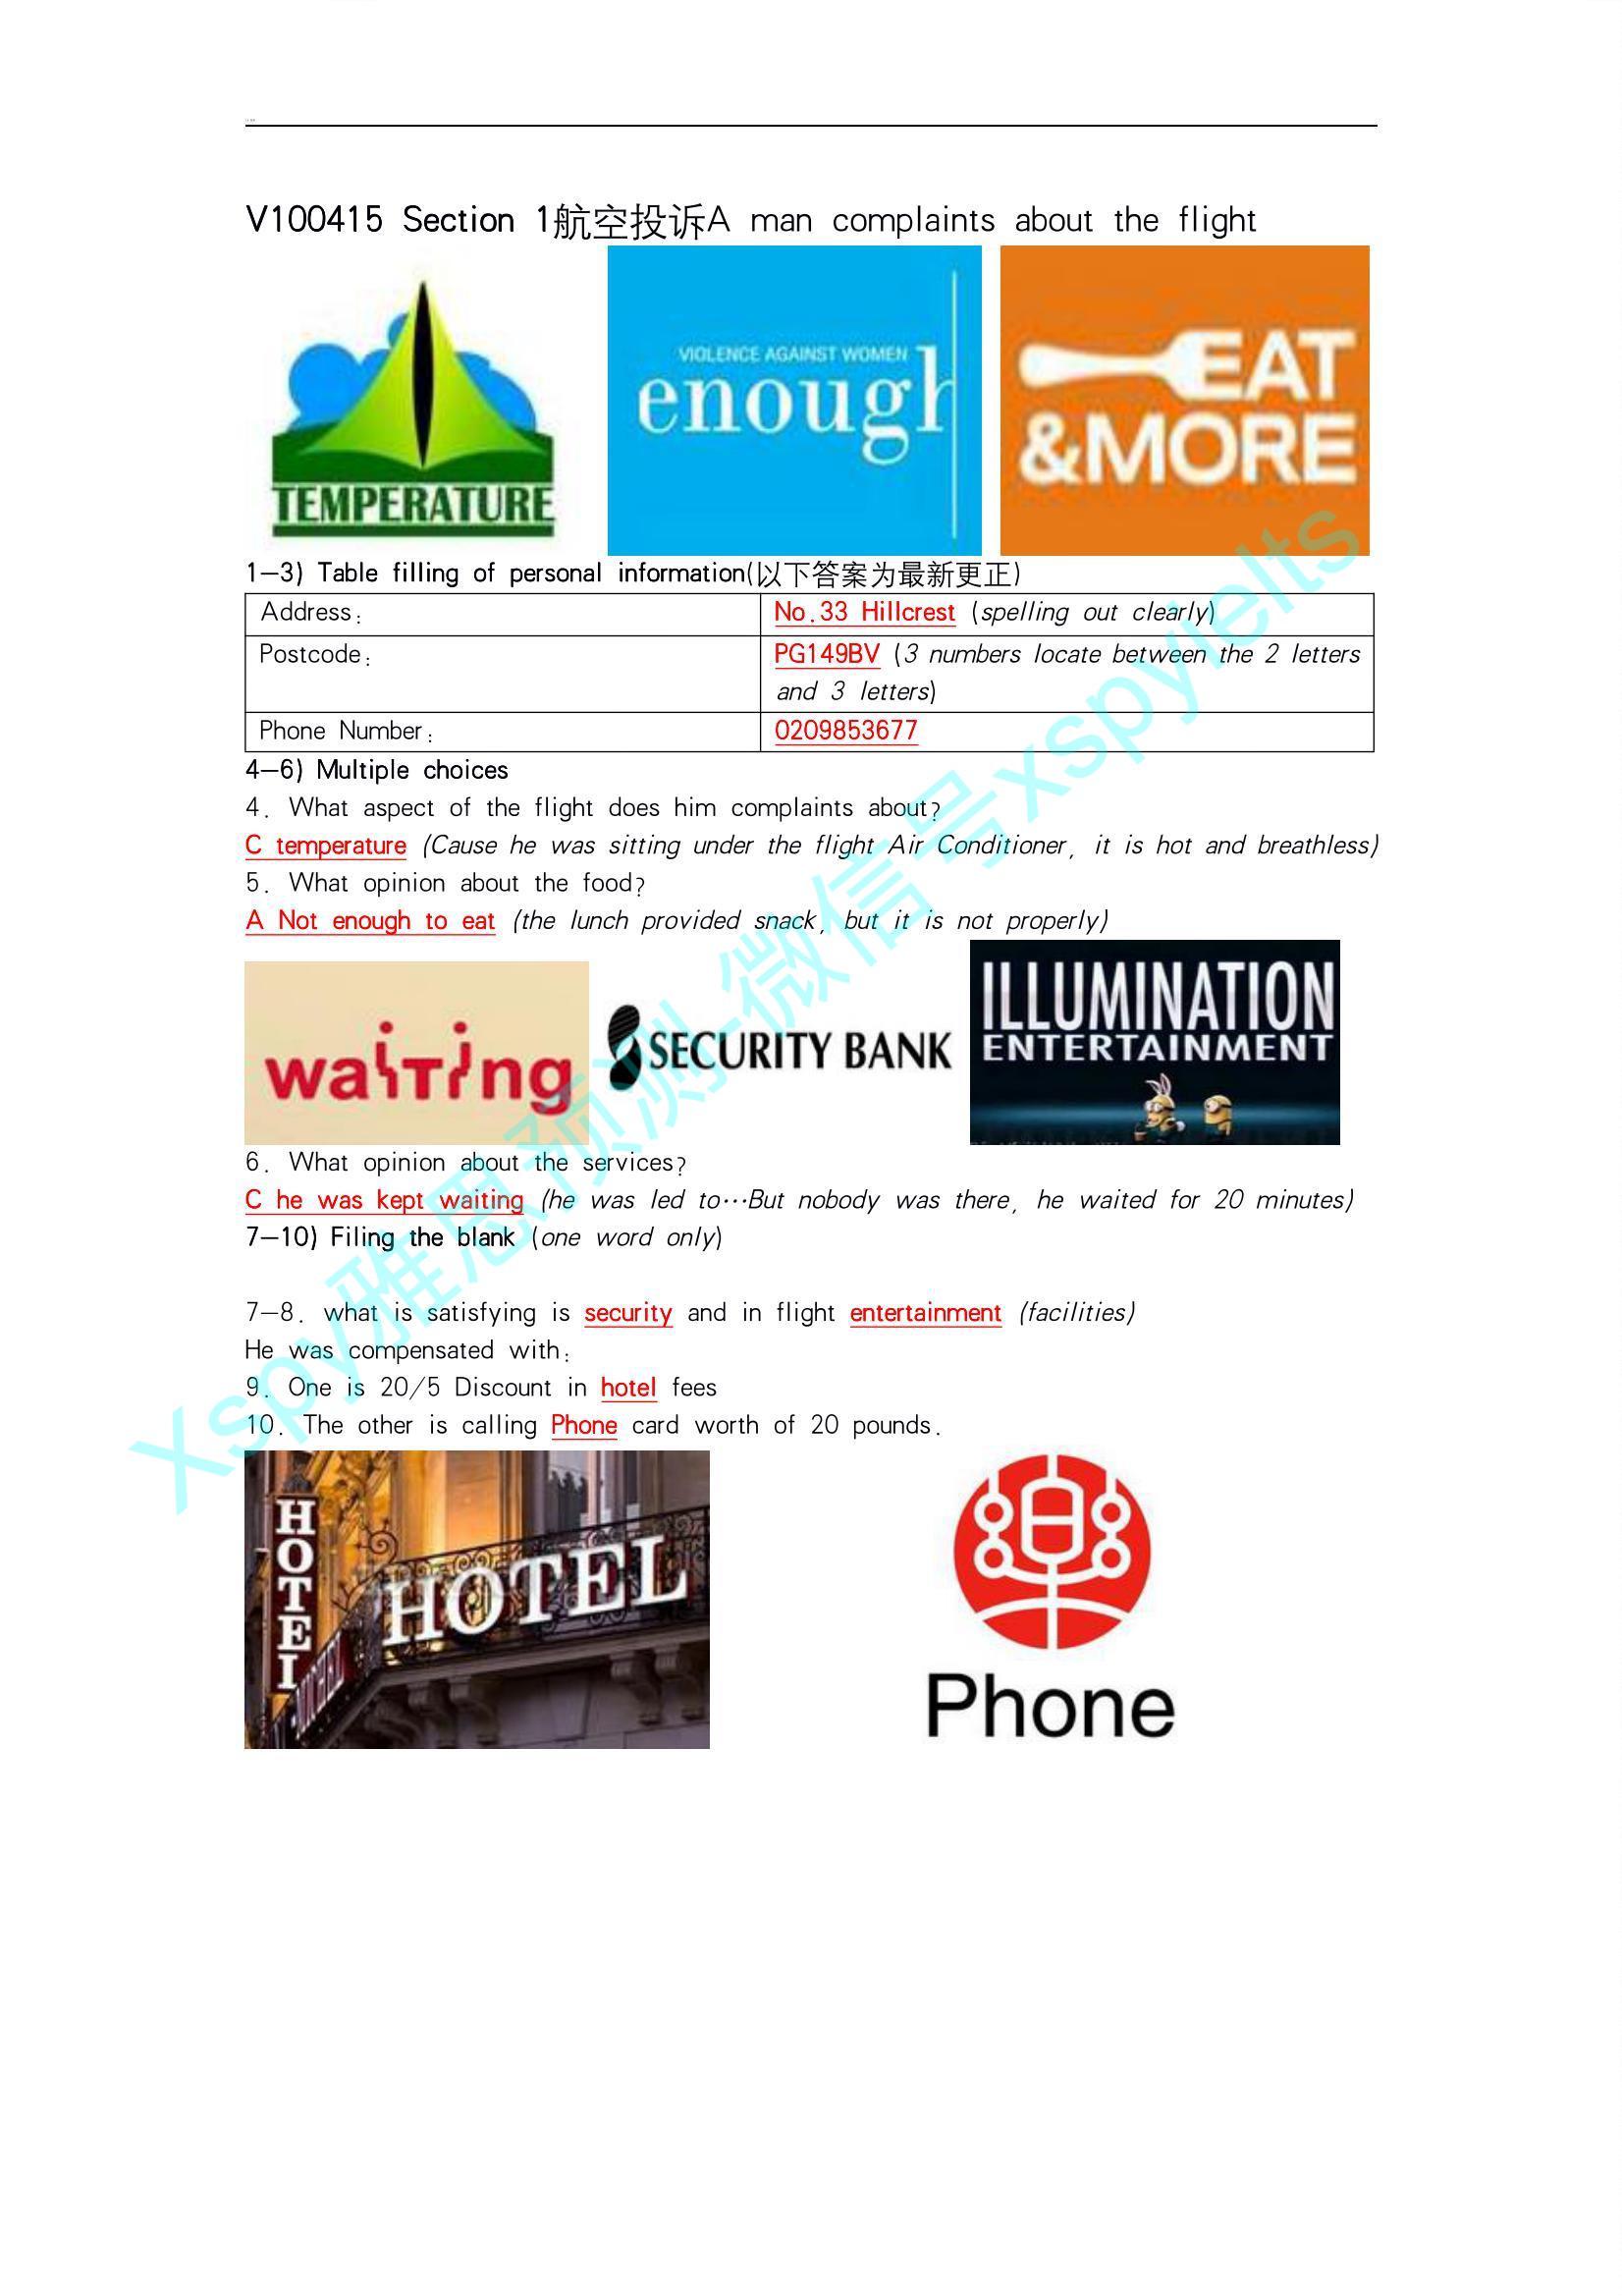 V100415 Section 1航空投诉A man complaints about the flight
TEMPERATURE
VIOLENCE AGAINST WOMEN
enough
EAT
&MORE
1-3) Table filling of personal information(以下答案为最新更正)
Address: No.33 Hillcrest (spelling out clearly)
Postcode: PG149BV (3 numbers locate between the 2 letters
and 3 letters)
Phone Number: 0209853677
4-6) Multiple choices
4. What aspect of the flight does him complaints about?
C temperature (Cause he was sitting under the flight Air Conditioner, it is hot and breathless)
5. What opinion about the food?
A Not enough to eat (the lunch provided snack, but it is not properly)
waiting
SECURITY BANK
ILLUMINATION
ENTERTAINMENT
6. What opinion about the services?
C he was kept waiting (he was led to…But nobody was there, he waited for 20 minutes)
7-10) Filing the blank (one word only)
7-8. what is satisfying is security and in flight entertainment (facilities)
He was compensated with:
9. One is 20/5 Discount in hotel fees
10. The other is calling Phone card worth of 20 pounds.
HOTEL
HOTEL
Phone
Xspy雅思预测-微信号xspyielts